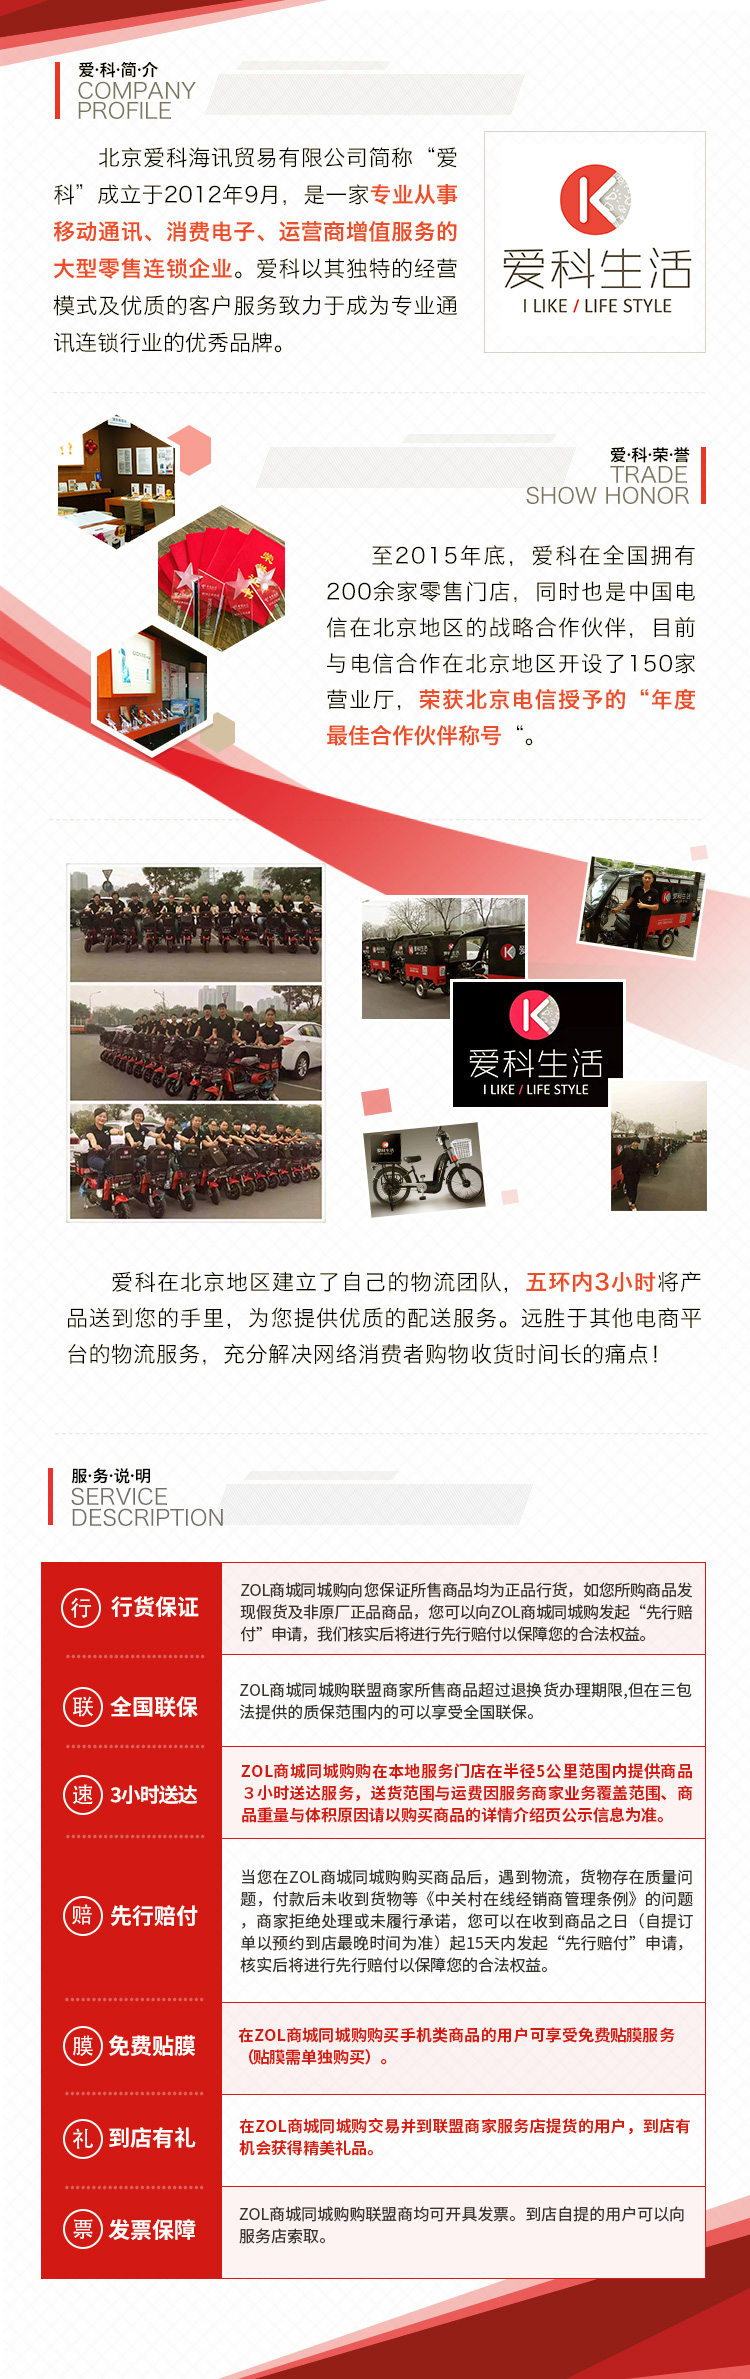 爱·科·简·介
COMPANY
PROFILE
北京爱科海讯贸易有限公司简称“爱
科”成立于2012年9月，是一家专业从事
移动通讯、消费电子、运营商增值服务的
大型零售连锁企业。爱科以其独特的经营
模式及优质的客户服务致力于成为专业通
讯连锁行业的优秀品牌。
K
爱科生活
I LIKE / LIFE STYLE
爱·科·荣·誉
TRADE
SHOW HONOR
至2015年底，爱科在全国拥有
200余家零售门店，同时也是中国电
信在北京地区的战略合作伙伴，目前
与电信合作在北京地区开设了150家
营业厅，荣获北京电信授予的“年度
最佳合作伙伴称号“。
爱科生活
爱科生活
K
爱科生活
I LIKE / LIFE STYLE
爱科生活
爱科在北京地区建立了自己的物流团队，五环内3小时将产
品送到您的手里，为您提供优质的配送服务。远胜于其他电商平
台的物流服务，充分解决网络消费者购物收货时间长的痛点！
服·务·说·明
SERVICE
DESCRIPTION
行 行货保证
ZOL商城同城购向您保证所售商品均为正品行货，如您所购商品发
现假货及非原厂正品商品，您可以向ZOL商城同城购发起“先行赔
付”申请，我们核实后将进行先行赔付以保障您的合法权益。
联 全国联保
ZOL商城同城购联盟商家所售商品超过退换货办理期限,但在三包
法提供的质保范围内的可以享受全国联保。
速 3小时送达
ZOL商城同城购购在本地服务门店在半径5公里范围内提供商品
3小时送达服务，送货范围与运费因服务商家业务覆盖范围、商
品重量与体积原因请以购买商品的详情介绍页公示信息为准。
赔 先行赔付
当您在ZOL商城同城购购买商品后，遇到物流，货物存在质量问
题，付款后未收到货物等《中关村在线经销商管理条例》的问题
，商家拒绝处理或未履行承诺，您可以在收到商品之日（自提订
单以预约到店最晚时间为准）起15天内发起“先行赔付”申请，
核实后将进行先行赔付以保障您的合法权益。
膜 免费贴膜
在ZOL商城同城购购买手机类商品的用户可享受免费贴膜服务
（贴膜需单独购买）。
礼 到店有礼
在ZOL商城同城购交易并到联盟商家服务店提货的用户，到店有
机会获得精美礼品。
票 发票保障
ZOL商城同城购购联盟商均可开具发票。到店自提的用户可以向
服务店索取。